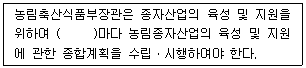 농림축산식품부장관은 종자산업의 육성 및 지원을
위하여 (      )마다 농림종자산업의 육성 및 지원
에 관한 종합계획을 수립·시행하여야 한다.